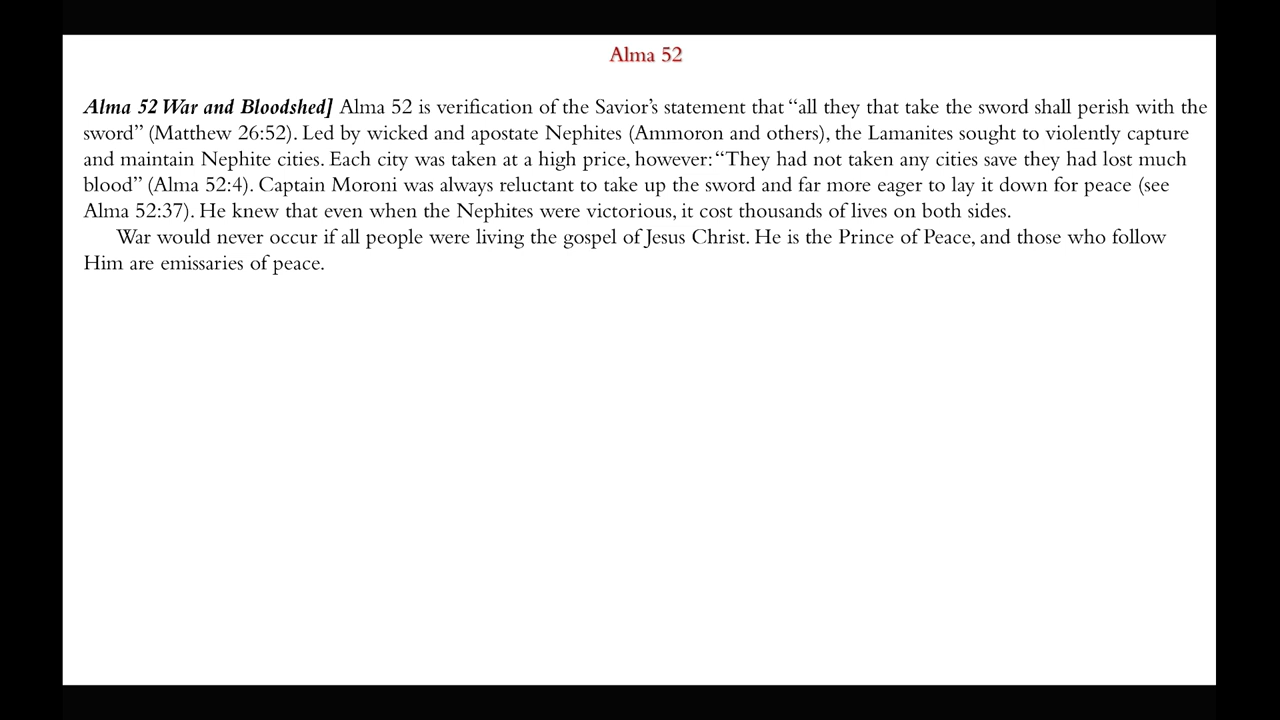 Alma 52
Alma 52 War and Bloodshed] Alma 52 is verification of the Savior’s statement that “all they that take the sword shall perish with the
sword” (Matthew 26:52). Led by wicked and apostate Nephites (Ammoron and others), the Lamanites sought to violently capture
and maintain Nephite cities. Each city was taken at a high price, however: “They had not taken any cities save they had lost much
blood” (Alma 52:4). Captain Moroni was always reluctant to take up the sword and far more eager to lay it down for peace (see
Alma 52:37). He knew that even when the Nephites were victorious, it cost thousands of lives on both sides.
War would never occur if all people were living the gospel of Jesus Christ. He is the Prince of Peace, and those who follow
Him are emissaries of peace.